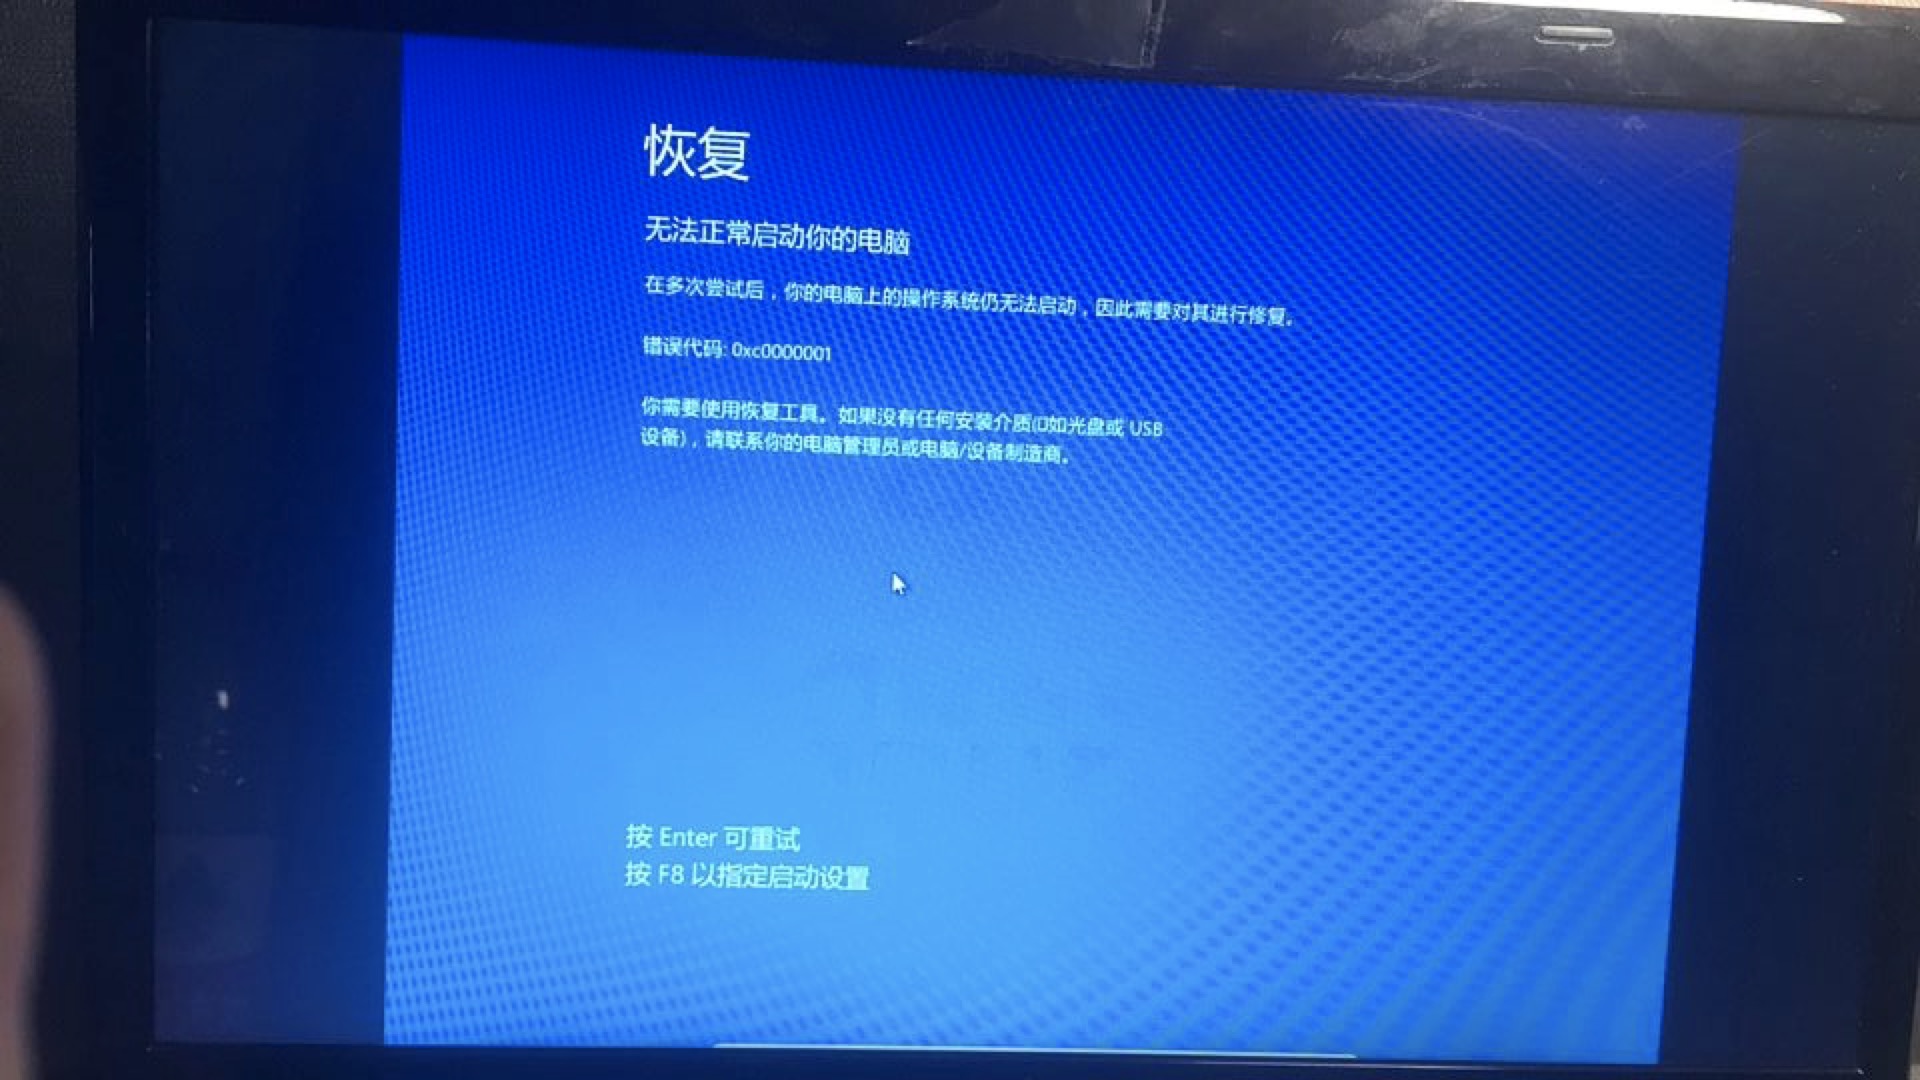 恢复
无法正常启动你的电脑
在多次尝试后，你的电脑上的操作系统仍无法启动，因此需要对其进行修复。
错误代码: 0xc0000001
你需要使用恢复工具。如果没有任何安装介质(▯如光盘或 USB
设备)，请联系你的电脑管理员或电脑/设备制造商。
按 Enter 可重试
按 F8 以指定启动设置